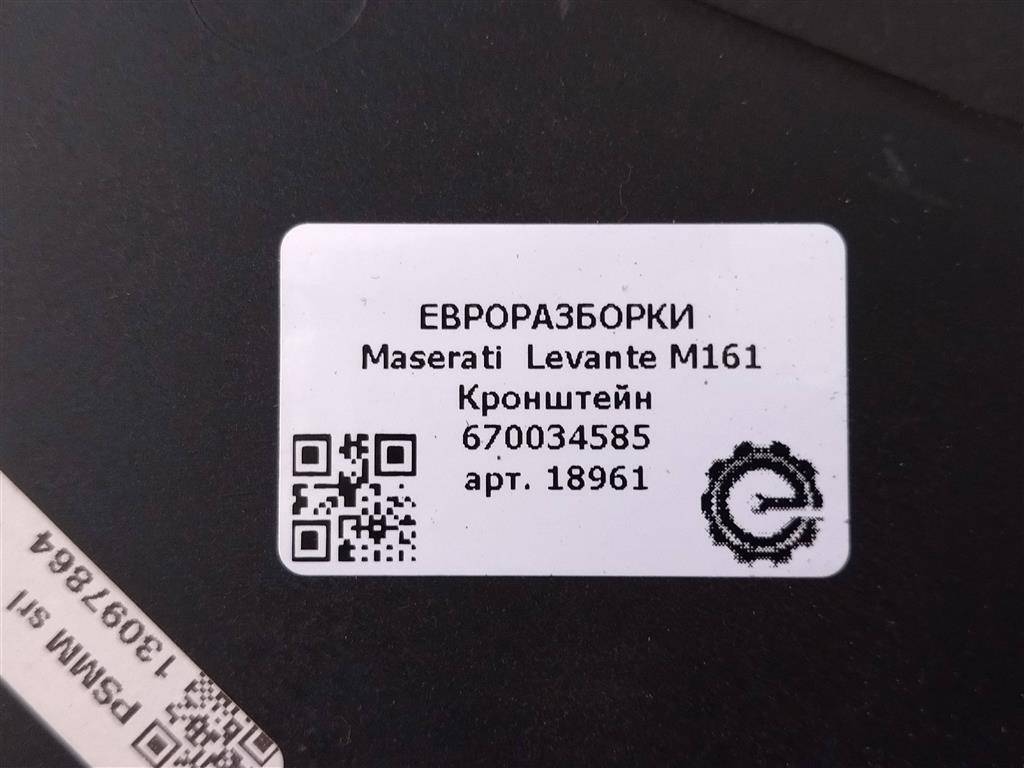 ЕВРОРАЗБОРКИ
Maserati Levante M161
Кронштейн
670034585
арт. 18961
PSMM srl
13097864